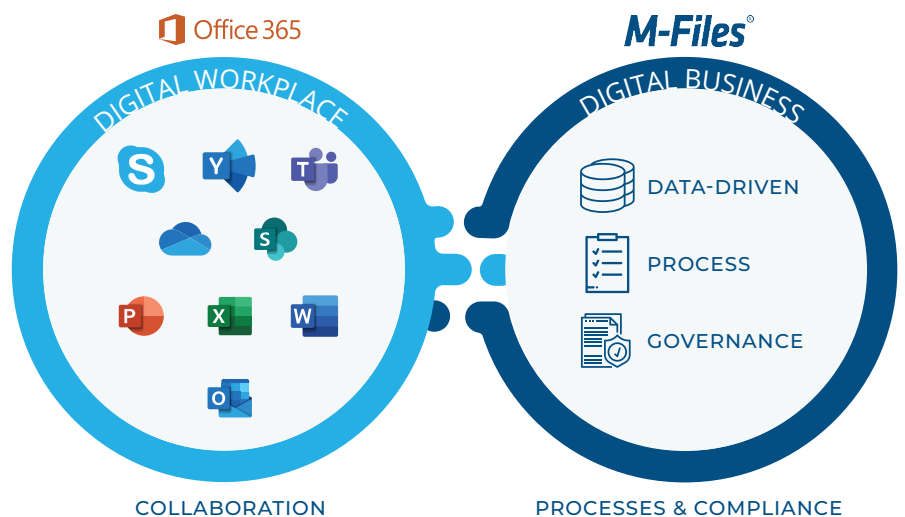 Office 365
M-Files®
DIGITAL WORKPLACE
DIGITAL BUSINESS
S
Y
T
S
P
X
W
O
DATA-DRIVEN
PROCESS
GOVERNANCE
COLLABORATION
PROCESSES & COMPLIANCE